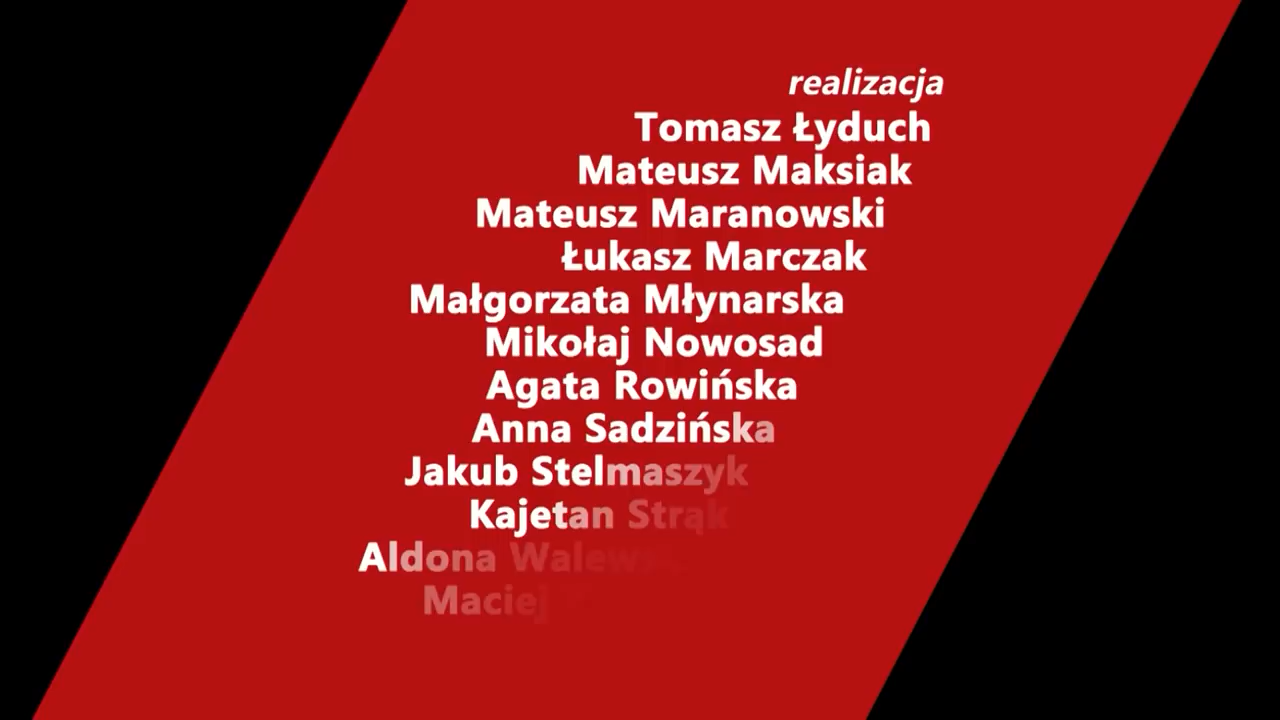 realizacja
Tomasz Łyduch
Mateusz Maksiak
Mateusz Maranowski
Łukasz Marczak
Małgorzata Młynarska
Mikołaj Nowosad
Agata Rowińska
Anna Sadzińska
Jakub Stelmaszyk
Kajetan Strąk
Aldona
Maciej